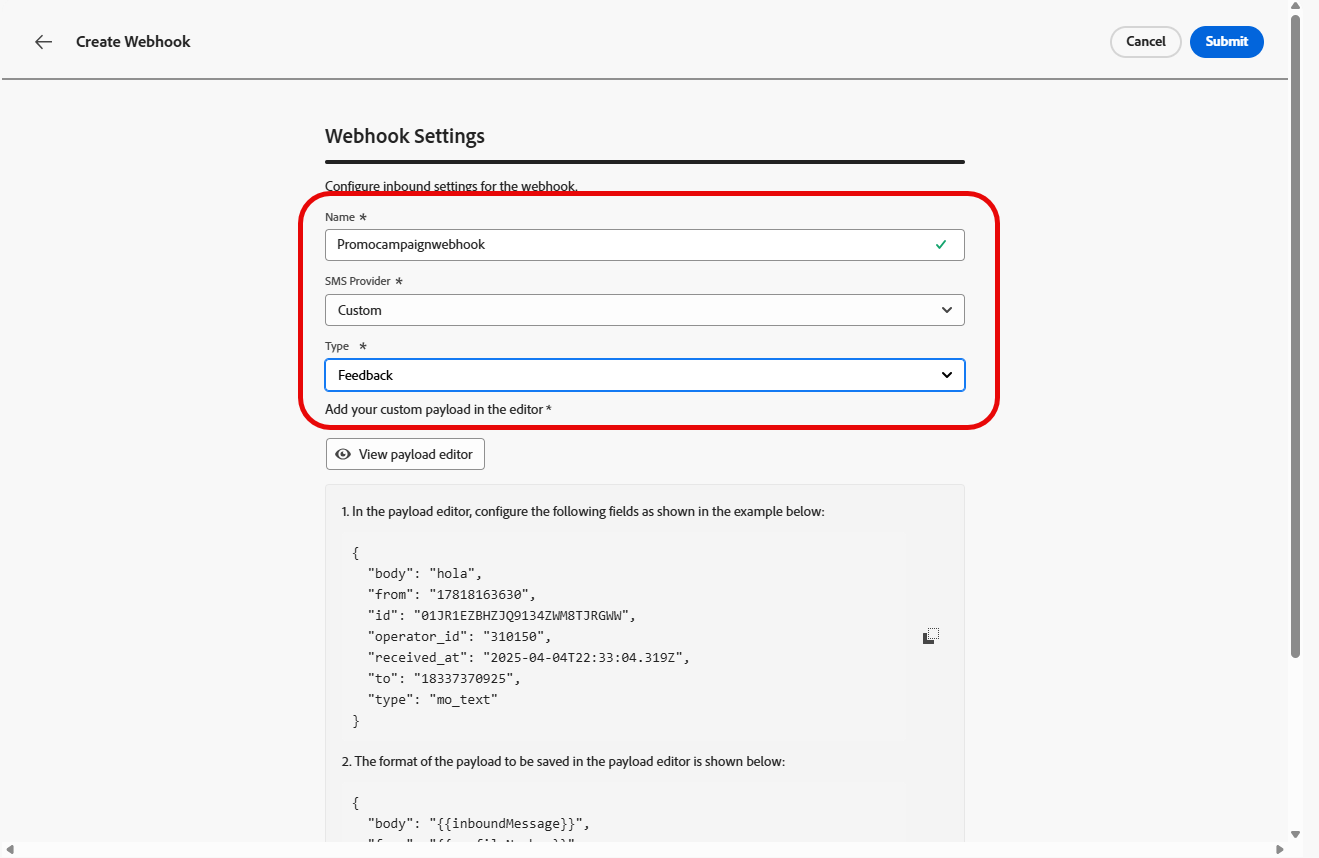 Create Webhook
Cancel
Submit
Webhook Settings
Configure inbound settings for the webhook.
Name *
Promocampaignwebhook
SMS Provider *
Custom
Type *
Feedback
Add your custom payload in the editor *
View payload editor
1. In the payload editor, configure the following fields as shown in the example below:
{
"body": "hola",
"from": "17818163630",
"id": "01JR1EZBHZJQ9134ZWM8TJRGWW",
"operator_id": "310150",
"received_at": "2025-04-04T22:33:04.319Z",
"to": "18337370925",
"type": "mo_text"
}
2. The format of the payload to be saved in the payload editor is shown below:
{
"body": "{{inboundMessage}}",